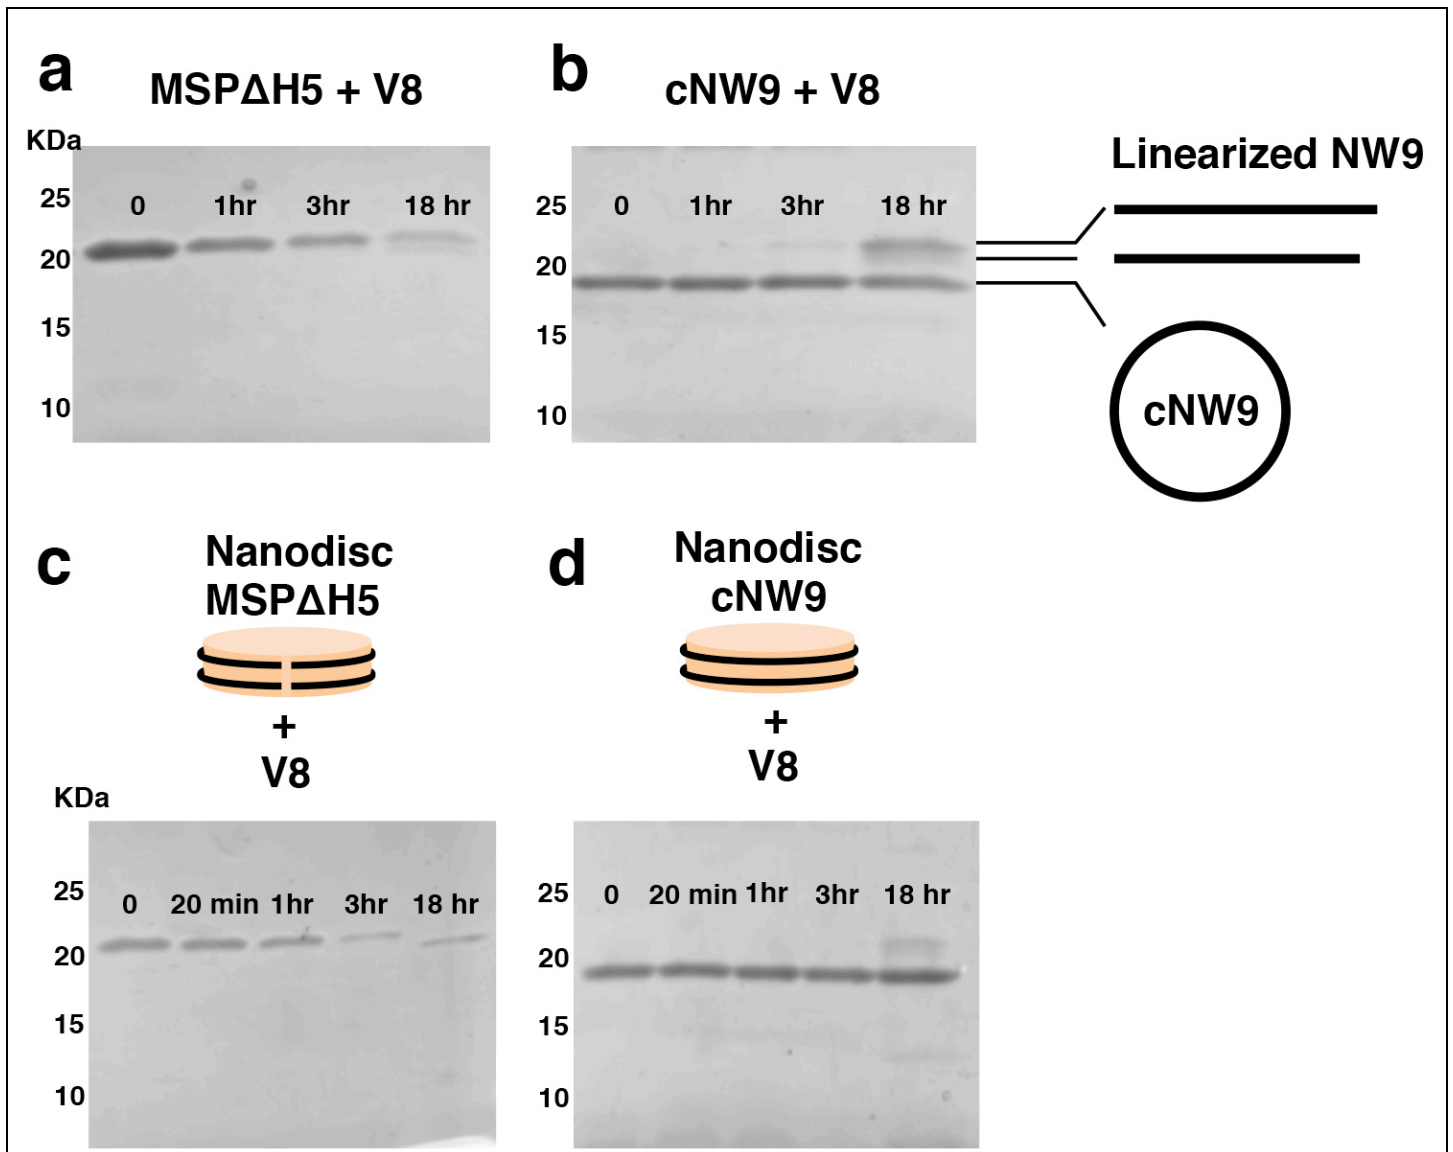 a
MSPΔH5 + V8
KDa
25
20
15
10
0 1hr 3hr 18 hr
b
cNW9 + V8
25
20
15
10
0 1hr 3hr 18 hr
Linearized NW9
cNW9
c
Nanodisc
MSPΔH5
+
V8
KDa
25
20
15
10
0 20 min 1hr 3hr 18 hr
d
Nanodisc
cNW9
+
V8
25
20
15
10
0 20 min 1hr 3hr 18 hr